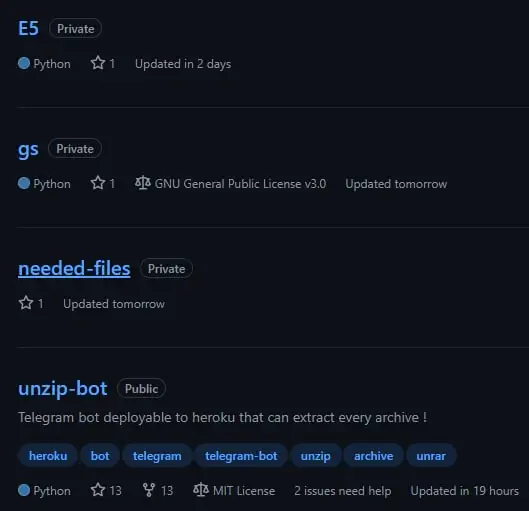 E5 Private
Python 1 Updated in 2 days
gs Private
Python 1 GNU General Public License v3.0 Updated tomorrow
needed-files Private
1 Updated tomorrow
unzip-bot Public
Telegram bot deployable to heroku that can extract every archive !
heroku bot telegram telegram-bot unzip archive unrar
Python 13 13 MIT License 2 issues need help Updated in 19 hours